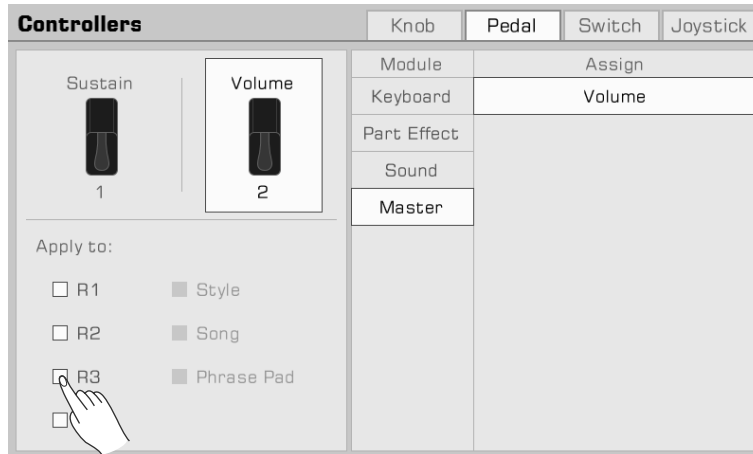 Controllers
Knob
Pedal
Switch
Joystick
Sustain
1
Volume
2
Apply to:
R1
Style
R2
Song
R3
Phrase Pad
Module
Assign
Keyboard
Volume
Part Effect
Sound
Master